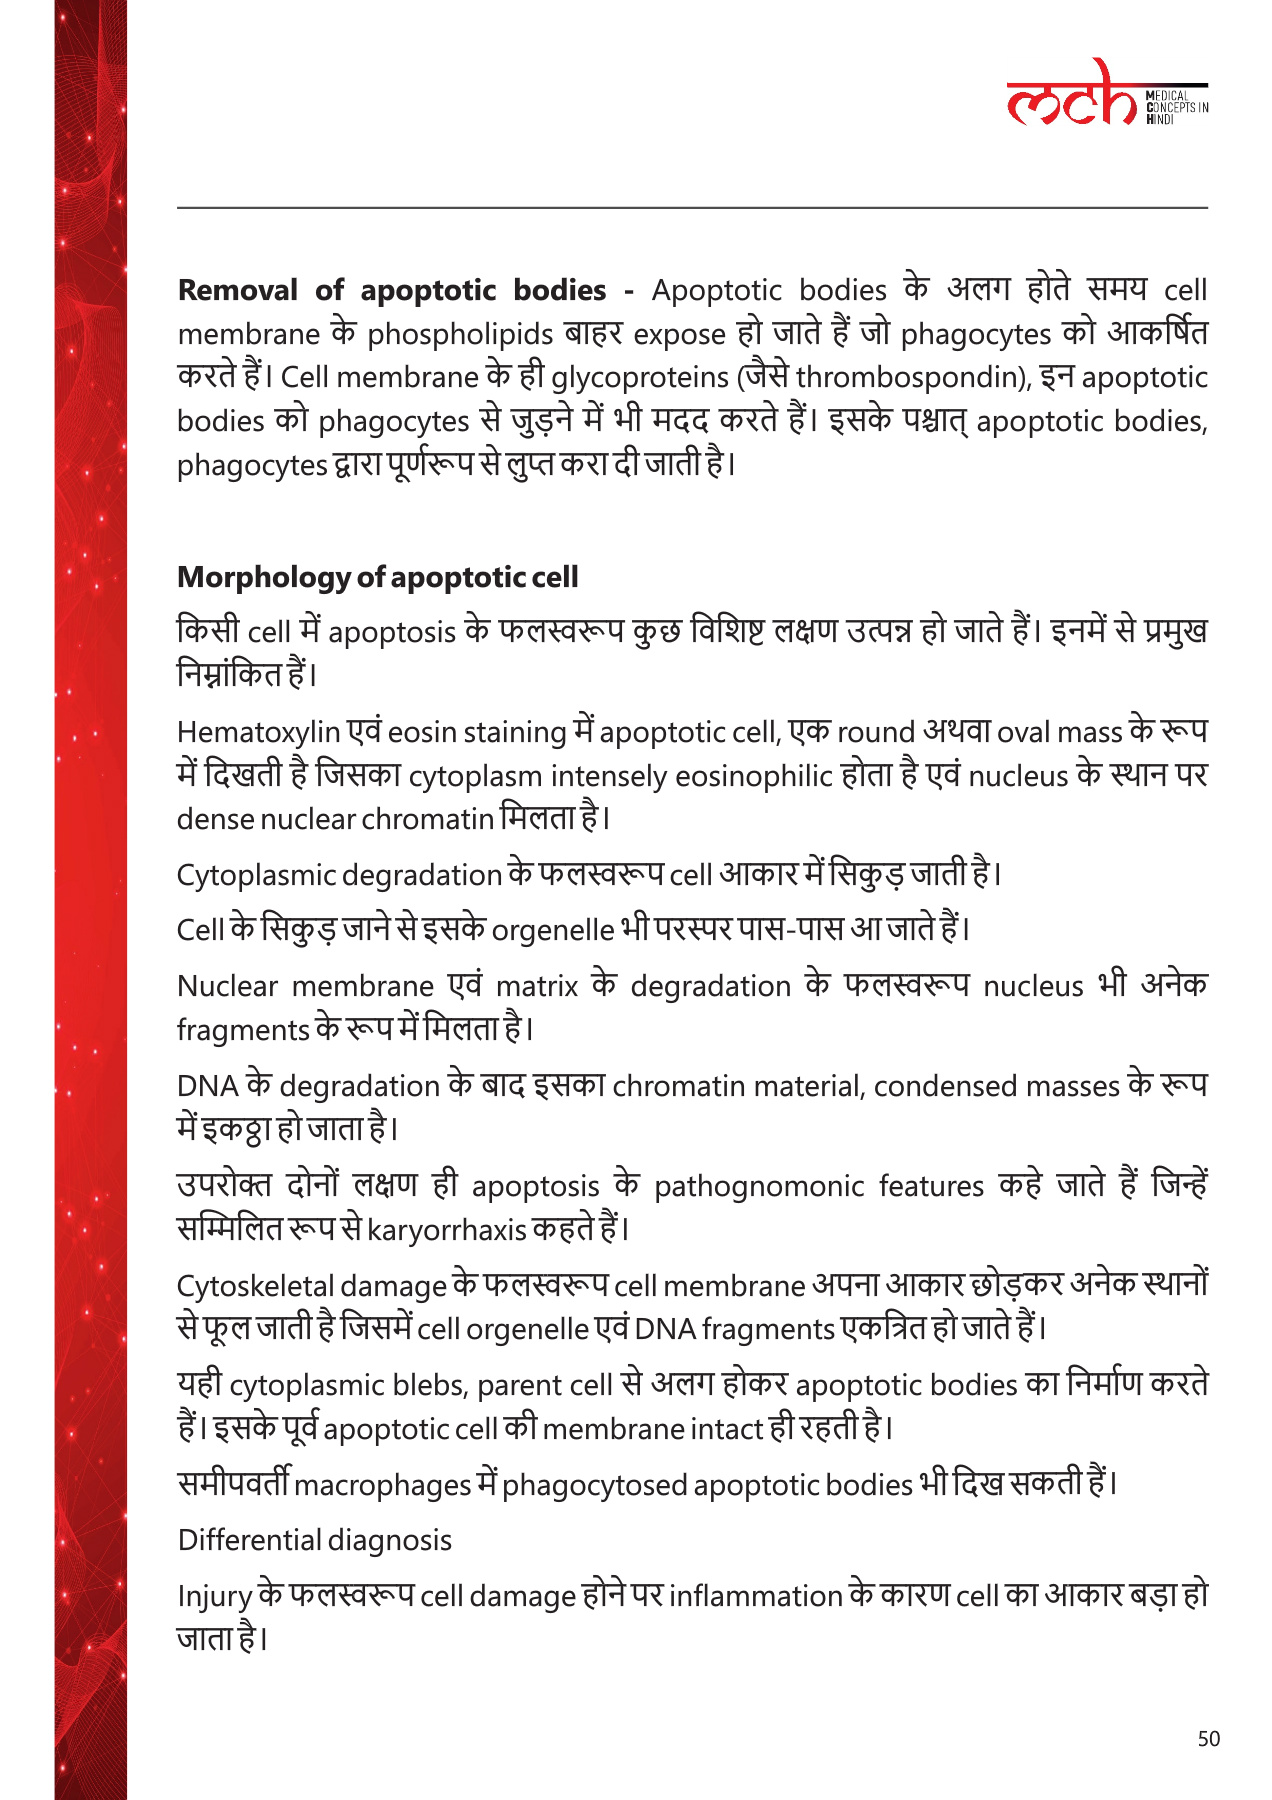 mch MEDICAL
CONCEPTS IN
HINDI
Removal of apoptotic bodies - Apoptotic bodies के अलग होते समय cell
membrane के phospholipids बाहर expose हो जाते हैं जो phagocytes को आकर्षित
करते हैं। Cell membrane के ही glycoproteins (जैसे thrombospondin), इन apoptotic
bodies को phagocytes से जुड़ने में भी मदद करते हैं। इसके पश्चात् apoptotic bodies,
phagocytes द्वारा पूर्णरूप से लुप्त करा दी जाती है।
Morphology of apoptotic cell
किसी cell में apoptosis के फलस्वरूप कुछ विशिष्ट लक्षण उत्पन्न हो जाते हैं। इनमें से प्रमुख
निम्नांकित हैं।
Hematoxylin एवं eosin staining में apoptotic cell, एक round अथवा oval mass के रूप
में दिखती है जिसका cytoplasm intensely eosinophilic होता है एवं nucleus के स्थान पर
dense nuclear chromatin मिलता है।
Cytoplasmic degradation के फलस्वरूप cell आकार में सिकुड़ जाती है।
Cell के सिकुड़ जाने से इसके orgenelle भी परस्पर पास-पास आ जाते हैं।
Nuclear membrane एवं matrix के degradation के फलस्वरूप nucleus भी अनेक
fragments के रूप में मिलता है।
DNA के degradation के बाद इसका chromatin material, condensed masses के रूप
में इकठ्ठा हो जाता है।
उपरोक्त दोनों लक्षण ही apoptosis के pathognomonic features कहे जाते हैं जिन्हें
सम्मिलित रूप से karyorrhaxis कहते हैं।
Cytoskeletal damage के फलस्वरूप cell membrane अपना आकार छोड़कर अनेक स्थानों
से फूल जाती है जिसमें cell orgenelle एवं DNA fragments एकत्रित हो जाते हैं।
यही cytoplasmic blebs, parent cell से अलग होकर apoptotic bodies का निर्माण करते
हैं। इसके पूर्व apoptotic cell की membrane intact ही रहती है।
समीपवर्ती macrophages में phagocytosed apoptotic bodies भी दिख सकती हैं।
Differential diagnosis
Injury के फलस्वरूप cell damage होने पर inflammation के कारण cell का आकार बड़ा हो
जाता है।
50